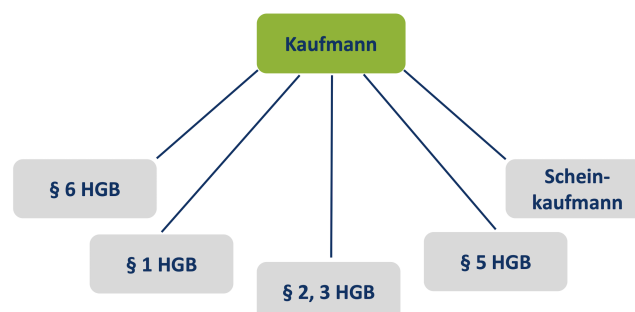 Kaufmann
§ 6 HGB
Schein-
kaufmann
§ 1 HGB
§ 5 HGB
§ 2, 3 HGB